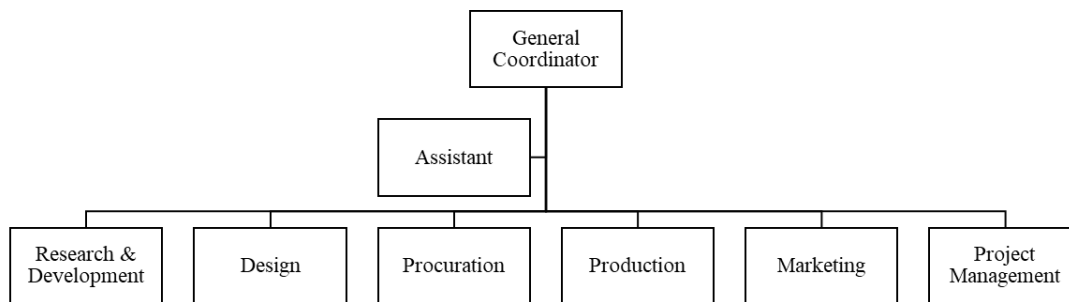 General
Coordinator
Assistant
Research &
Development
Design
Procuration
Production
Marketing
Project
Management